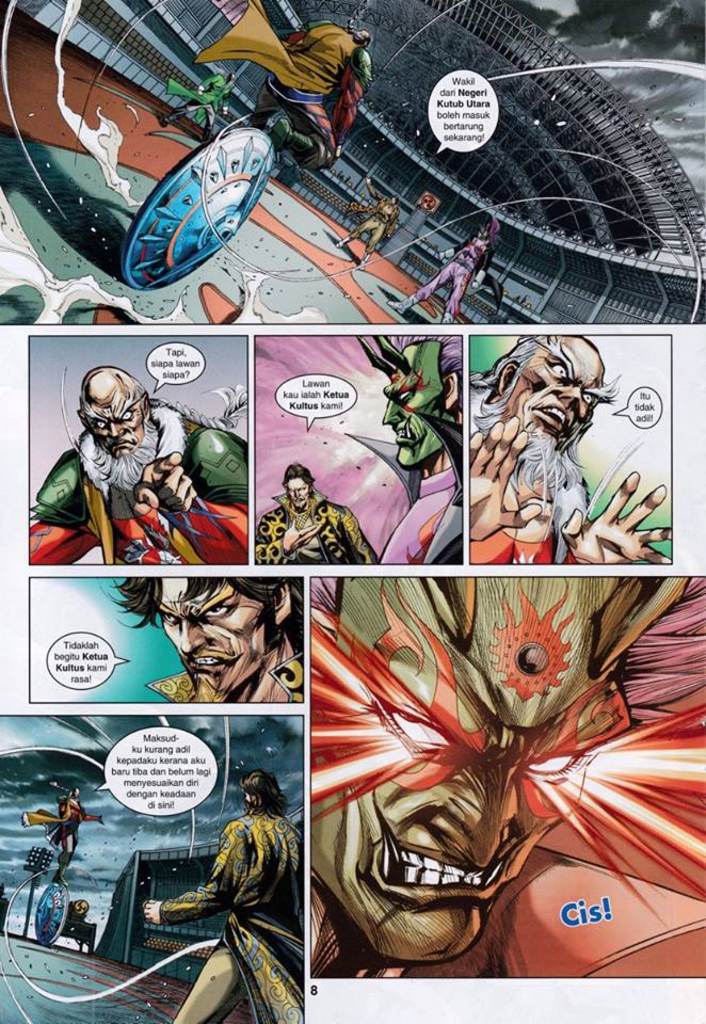 Wakil
dari Negeri
Kutub Utara
boleh masuk
bertarung
sekarang!
Tapi,
siapa lawan
siapa?
Lawan
kau ialah Ketua
Kultus kami!
Itu
tidak
adil!
Tidaklah
begitu Ketua
Kultus kami
rasa!
Maksud-
ku kurang adil
kepadaku kerana aku
baru tiba dan belum lagi
menyesuaikan diri
dengan keadaan
di sini!
Cis!
8